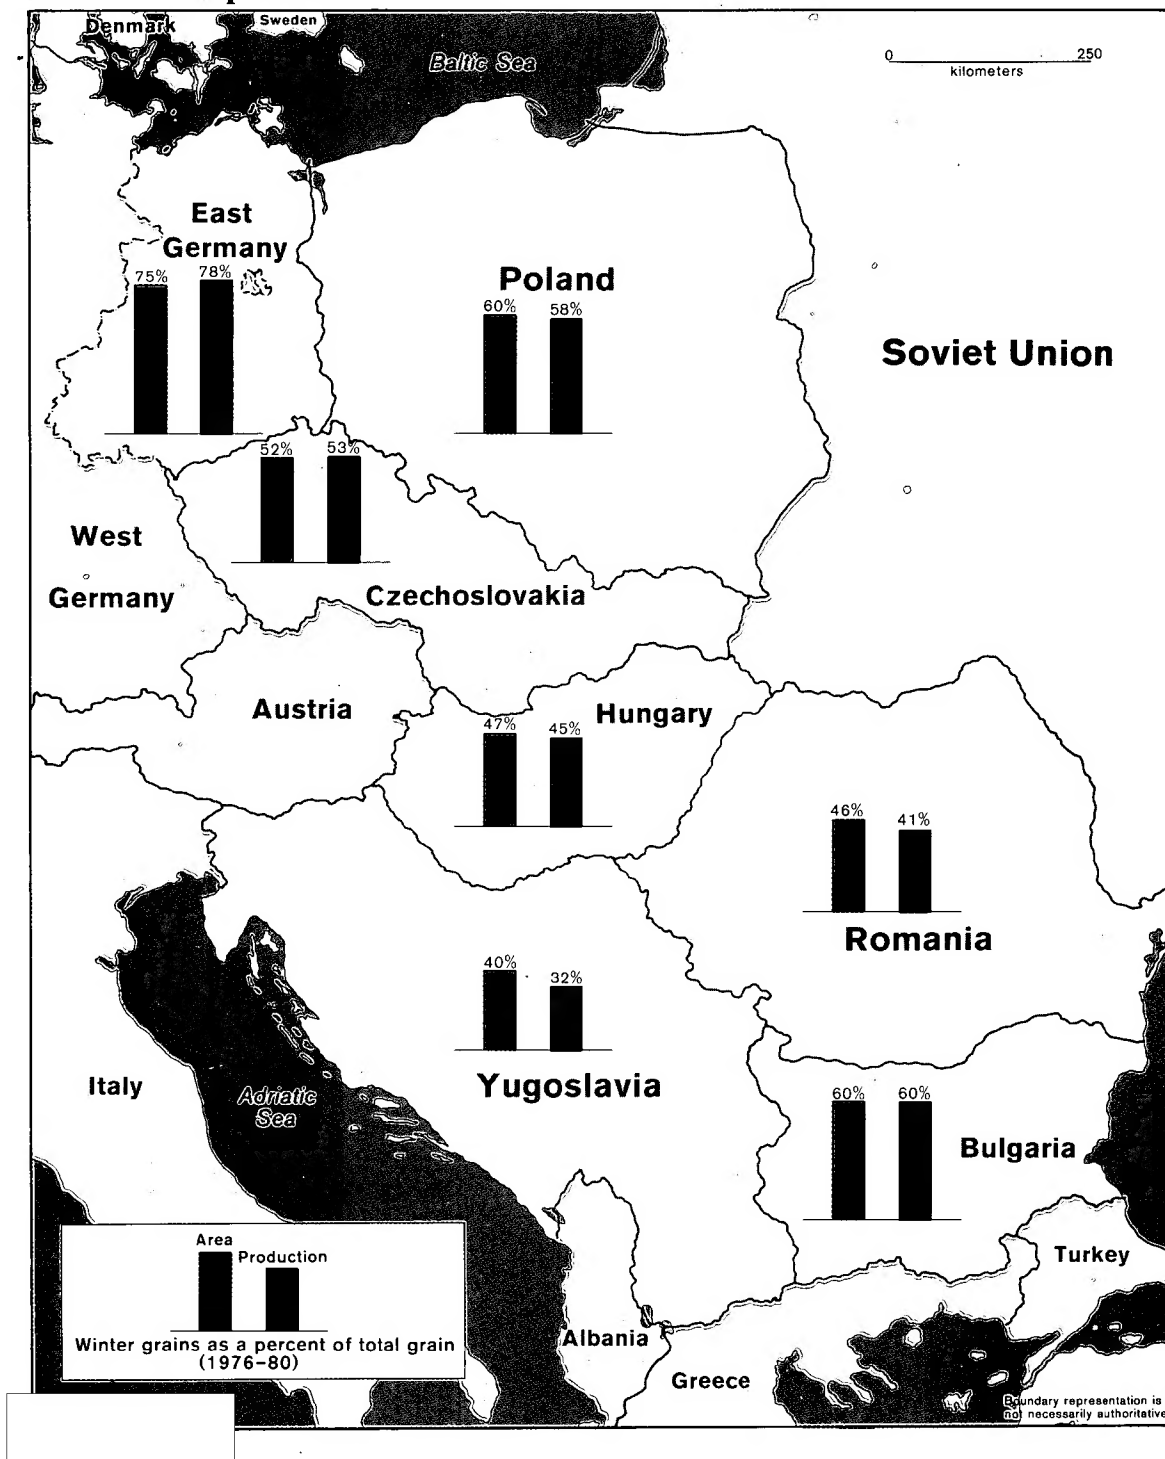 Denmark
Sweden
Baltic Sea
0 250
kilometers
East
Germany
75% 78%
Poland
60% 58%
Soviet Union
52% 53%
West
Germany
Czechoslovakia
Austria
Hungary
47% 45%
46% 41%
Romania
40% 32%
Yugoslavia
Italy
Adriatic
Sea
60% 60%
Bulgaria
Turkey
Albania
Greece
Area
Production
Winter grains as a percent of total grain
(1976–80)
Boundary representation is
not necessarily authoritative